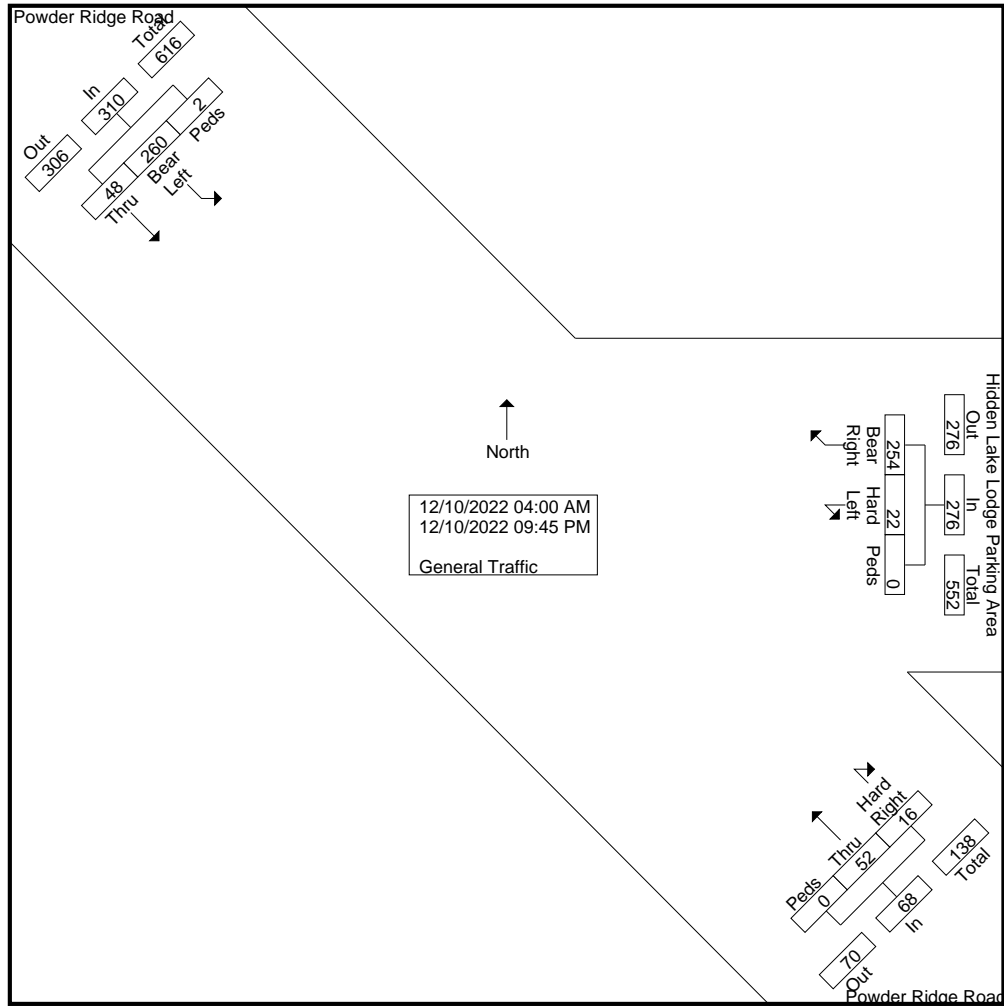 Powder Ridge Road
Out
306
In
310
Total
616
48
260
2
Thru
Bear
Left
Peds
North
12/10/2022 04:00 AM
12/10/2022 09:45 PM
General Traffic
Hidden Lake Lodge Parking Area
Out
276
In
276
Total
552
254
22
0
Bear
Right
Hard
Left
Peds
Hard
Right
16
Thru
52
Peds
0
138
Total
68
In
70
Out
Powder Ridge Road